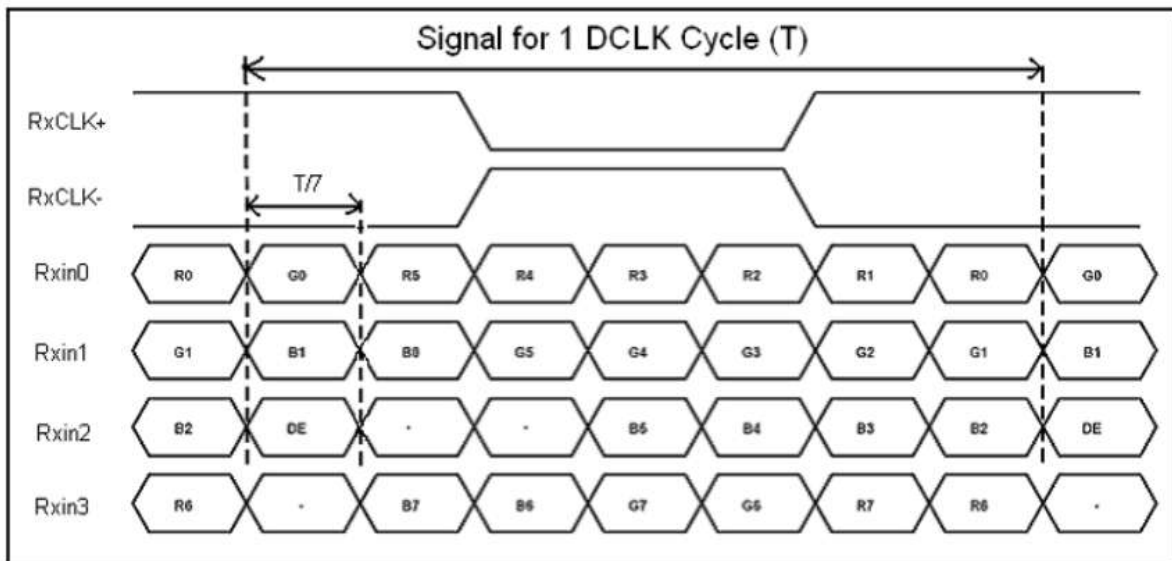 Signal for 1 DCLK Cycle (T)
RxCLK+
RxCLK-
T/7
Rxin0 R0 G0 R5 R4 R3 R2 R1 R0 G0
Rxin1 G1 B1 B0 G5 G4 G3 G2 G1 B1
Rxin2 B2 DE - - B5 B4 B3 B2 DE
Rxin3 R6 - B7 B6 G7 G6 R7 R6 -